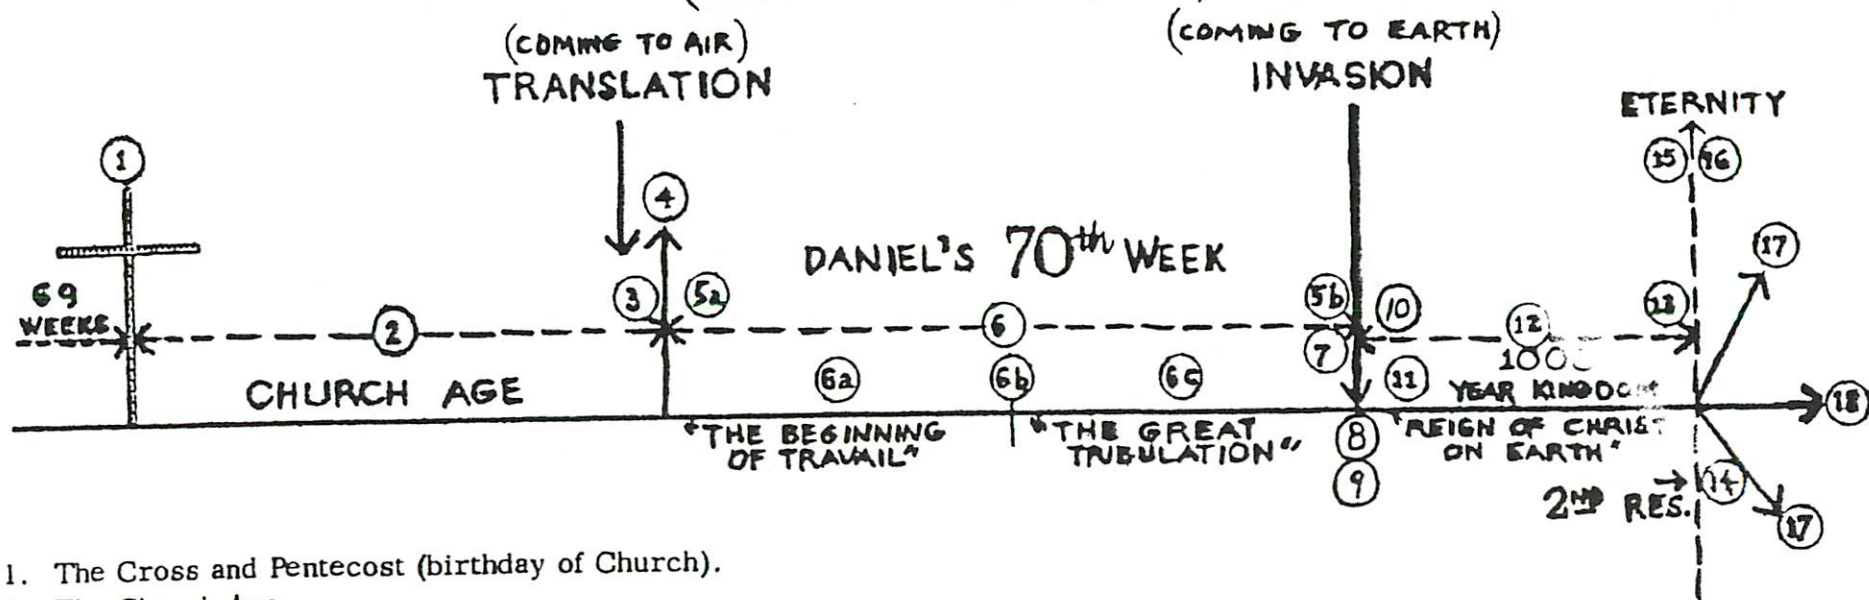 (COMING TO AIR)
TRANSLATION
(COMING TO EARTH)
INVASION
ETERNITY
1
15 16
4
17
DANIEL'S 70th WEEK
3 5a
5b 10
13
69
WEEKS
2
6
7
12
1000
6a
6b
6c
11
CHURCH AGE
YEAR KINGDOM
18
"THE BEGINNING
OF TRAVAIL"
"THE GREAT
TRIBULATION"
8
9
"REIGN OF CHRIST
ON EARTH"
14
2ND RES.
17
1. The Cross and Pentecost (birthday of Church).